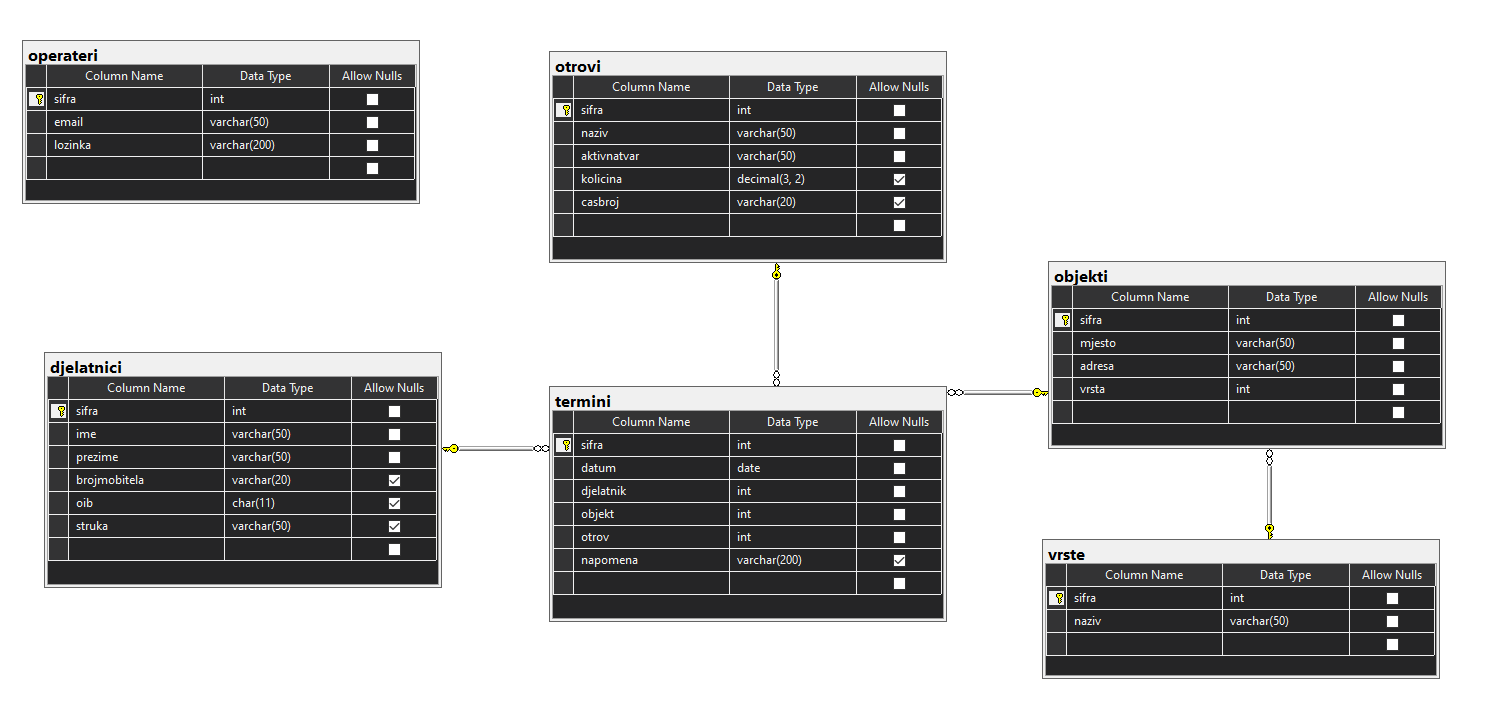 operateri
Column Name Data Type Allow Nulls
sifra int
email varchar(50)
lozinka varchar(200)
otrovi
Column Name Data Type Allow Nulls
sifra int
naziv varchar(50)
aktivnatvar varchar(50)
kolicina decimal(3, 2)
casbroj varchar(20)
objekti
Column Name Data Type Allow Nulls
sifra int
mjesto varchar(50)
adresa varchar(50)
vrsta int
djelatnici
Column Name Data Type Allow Nulls
sifra int
ime varchar(50)
prezime varchar(50)
brojmobitela varchar(20)
oib char(11)
struka varchar(50)
termini
Column Name Data Type Allow Nulls
sifra int
datum date
djelatnik int
objekt int
otrov int
napomena varchar(200)
vrste
Column Name Data Type Allow Nulls
sifra int
naziv varchar(50)